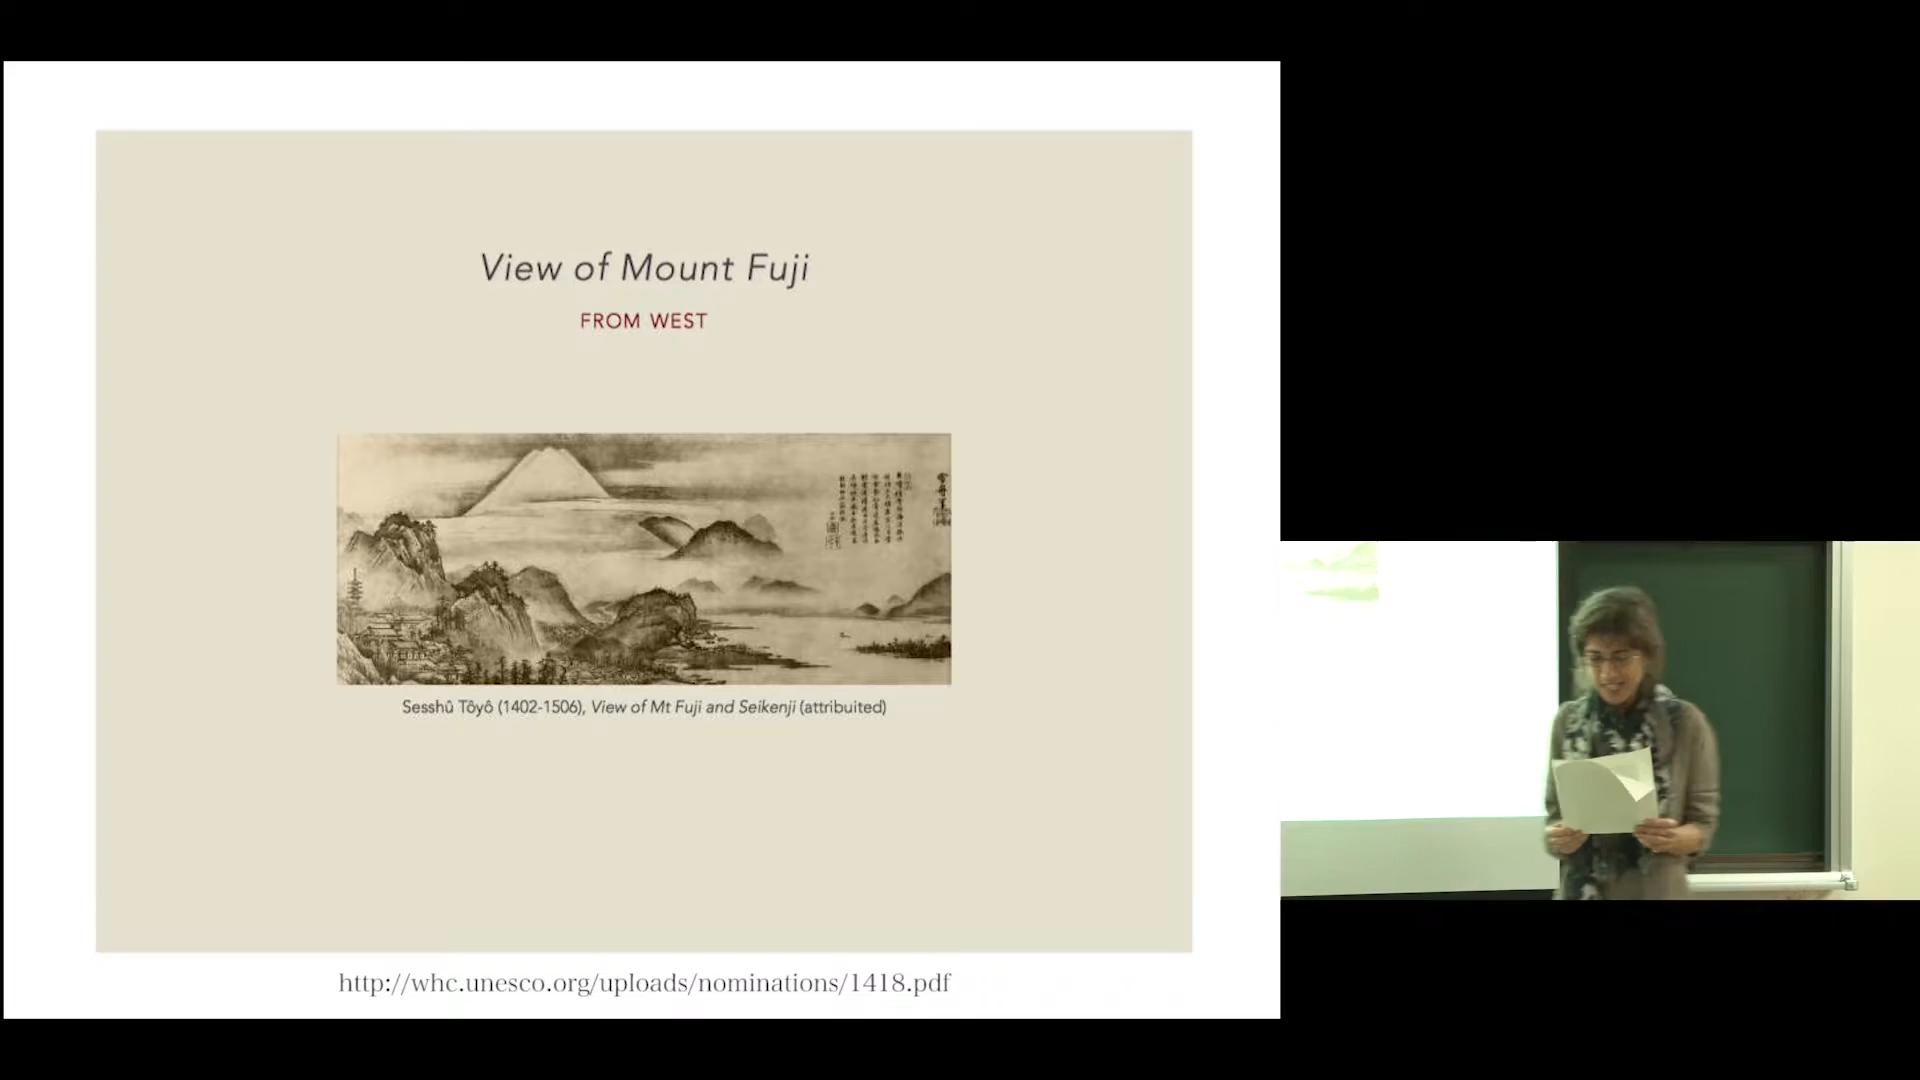 View of Mount Fuji
FROM WEST
Sesshû Tôyô (1402-1506), View of Mt Fuji and Seikenji (attribuited)
http://whc.unesco.org/uploads/nominations/1418.pdf